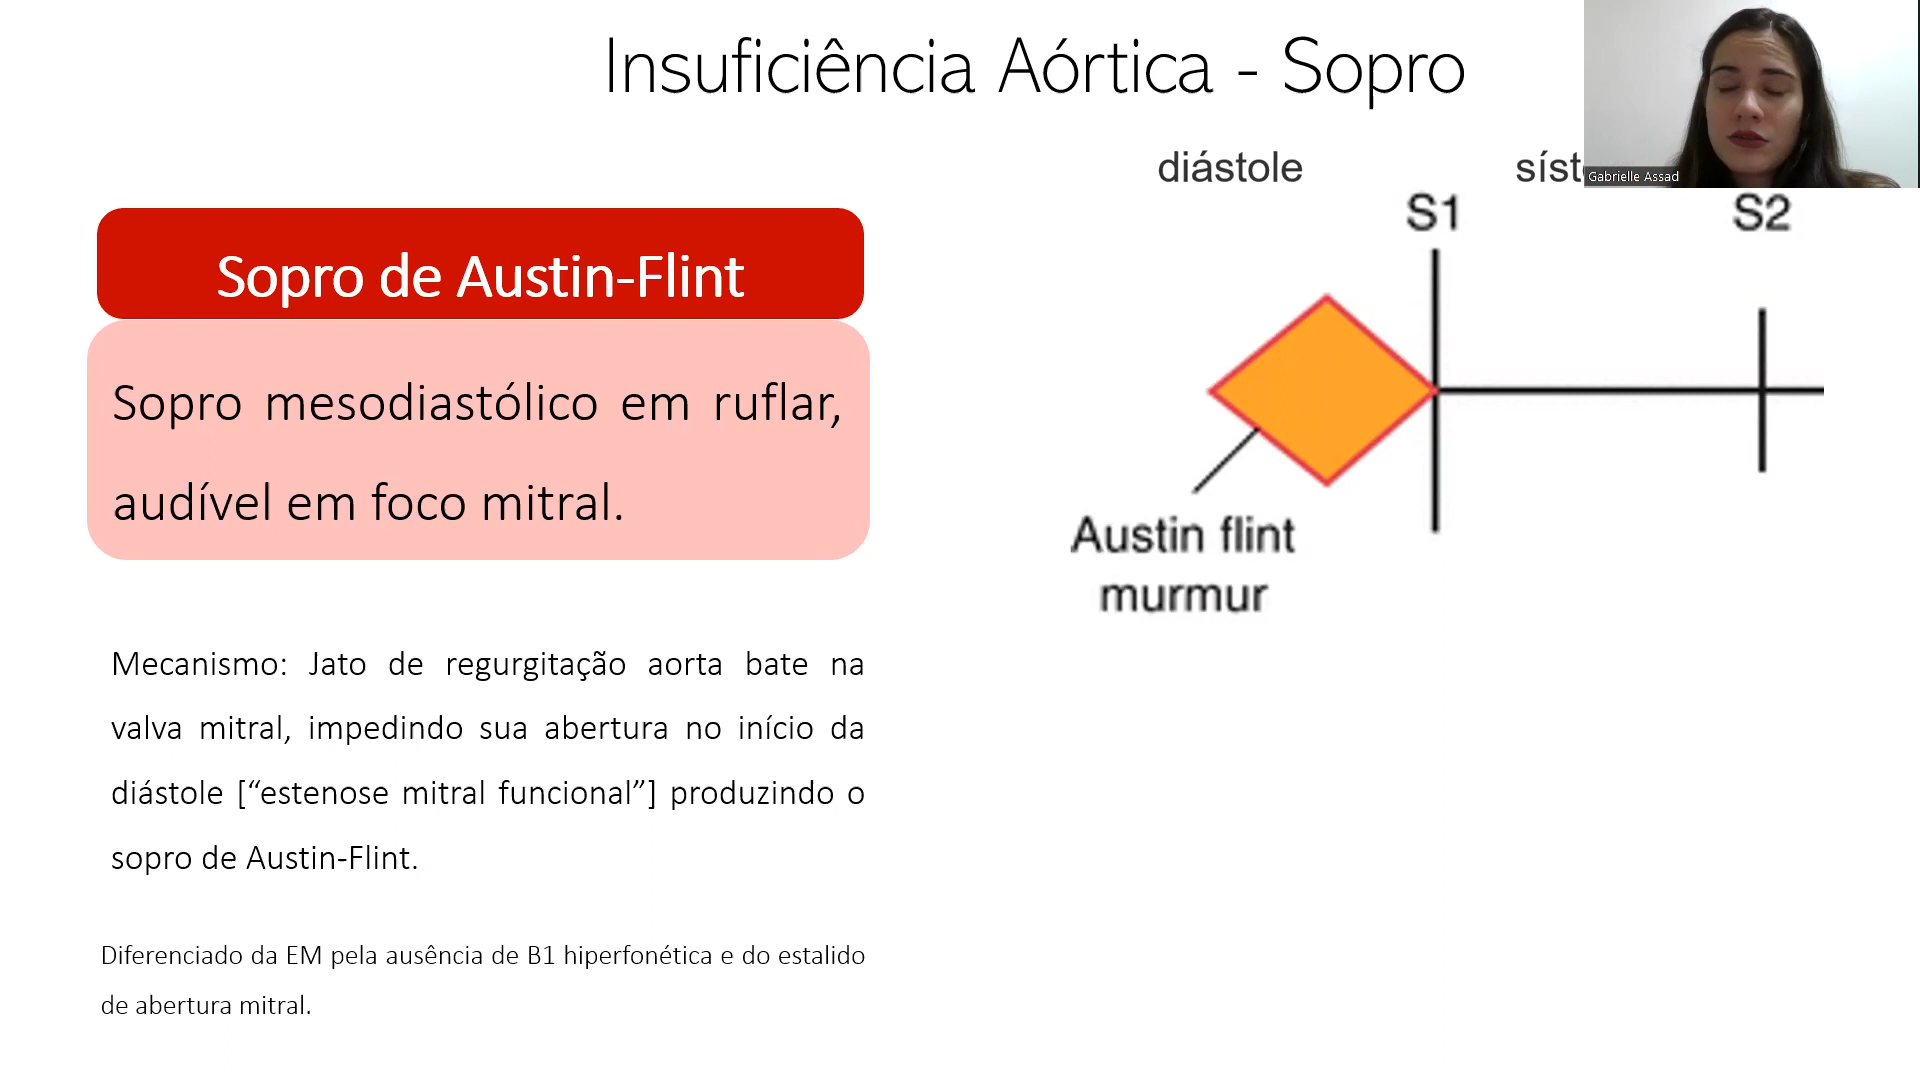 Insuficiência Aórtica - Sopro
Gabrielle Assad
diástole
S1
S2
Sopro de Austin-Flint
Sopro mesodiastólico em ruflar,
audível em foco mitral.
Austin flint
murmur
Mecanismo: Jato de regurgitação aorta bate na
valva mitral, impedindo sua abertura no início da
diástole [“estenose mitral funcional”] produzindo o
sopro de Austin-Flint.
Diferenciado da EM pela ausência de B1 hiperfonética e do estalido
de abertura mitral.